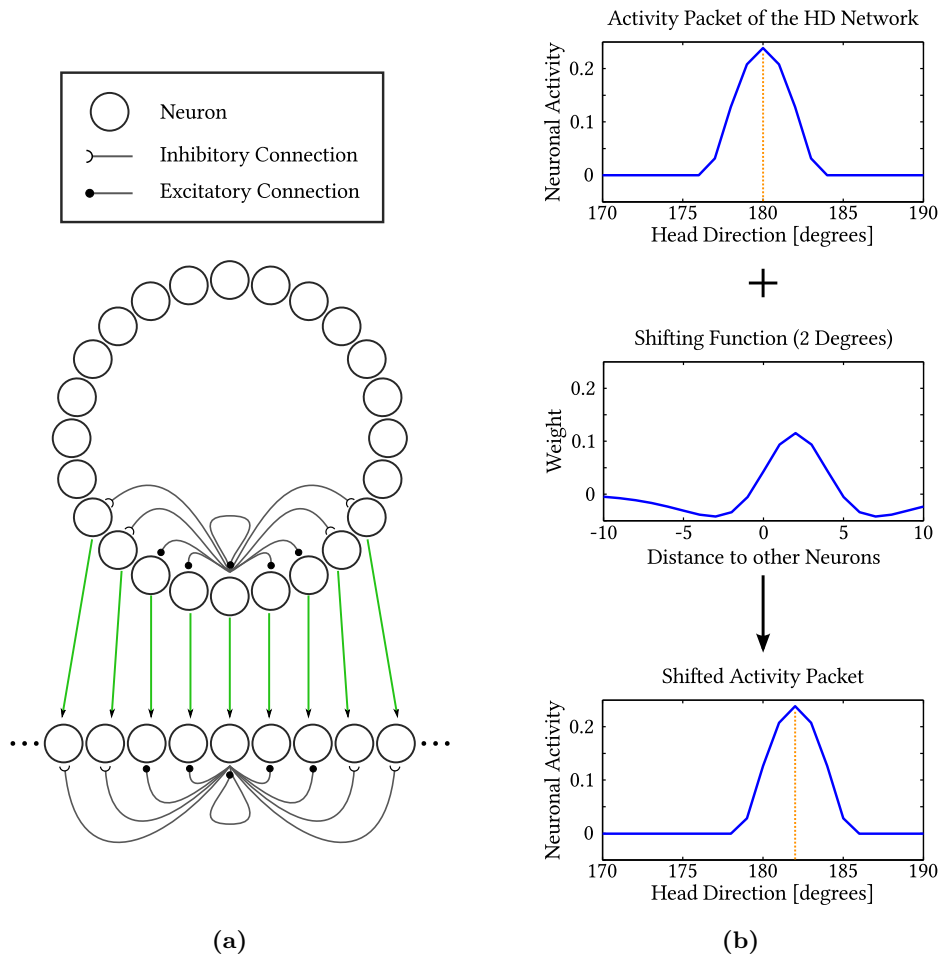 Neuron
Inhibitory Connection
Excitatory Connection
(a)
Activity Packet of the HD Network
Neuronal Activity
0.2
0.1
0
170 175 180 185 190
Head Direction [degrees]
+
Shifting Function (2 Degrees)
Weight
0.2
0.1
0
-10 -5 0 5 10
Distance to other Neurons
Shifted Activity Packet
Neuronal Activity
0.2
0.1
0
170 175 180 185 190
Head Direction [degrees]
(b)